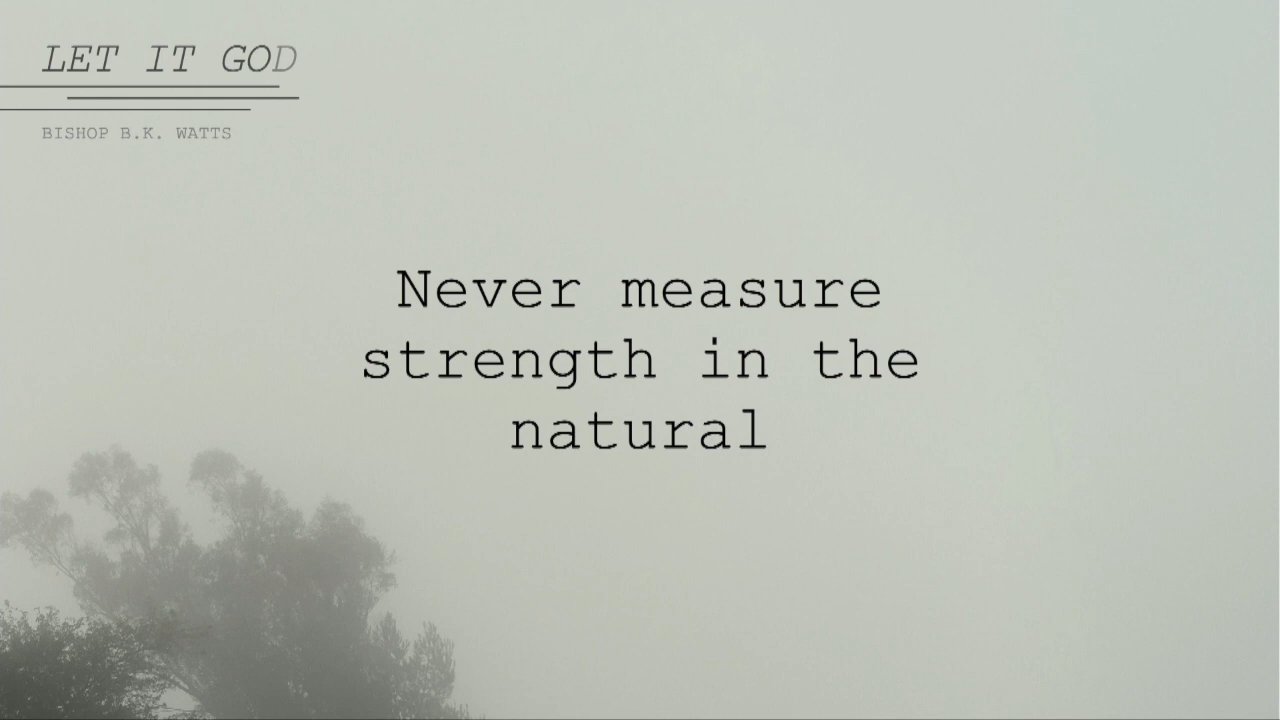 LET IT GOD
BISHOP B.K. WATTS
Never measure
strength in the
natural